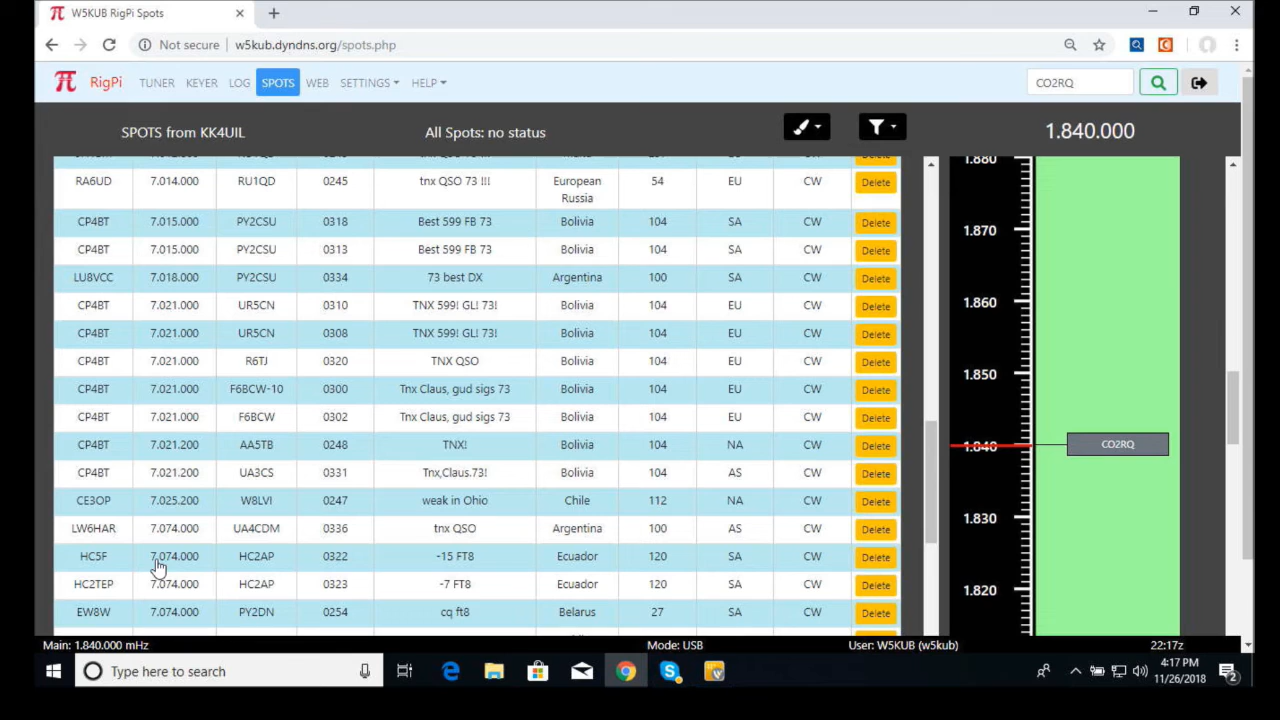 W5KUB RigPi Spots
Not secure w5kub.dyndns.org/spots.php
RigPi TUNER KEYER LOG SPOTS WEB SETTINGS HELP CO2RQ
SPOTS from KK4UIL All Spots: no status 1.840.000
Delete
RA6UD 7.014.000 RU1QD 0245 tnx QSO 73 !!! European Russia 54 EU CW Delete
CP4BT 7.015.000 PY2CSU 0318 Best 599 FB 73 Bolivia 104 SA CW Delete
CP4BT 7.015.000 PY2CSU 0313 Best 599 FB 73 Bolivia 104 SA CW Delete
LU8VCC 7.018.000 PY2CSU 0334 73 best DX Argentina 100 SA CW Delete
CP4BT 7.021.000 UR5CN 0310 TNX 599! GL! 73! Bolivia 104 EU CW Delete
CP4BT 7.021.000 UR5CN 0308 TNX 599! GL! 73! Bolivia 104 EU CW Delete
CP4BT 7.021.000 R6TJ 0320 TNX QSO Bolivia 104 EU CW Delete
CP4BT 7.021.000 F6BCW-10 0300 Tnx Claus, gud sigs 73 Bolivia 104 EU CW Delete
CP4BT 7.021.000 F6BCW 0302 Tnx Claus, gud sigs 73 Bolivia 104 EU CW Delete
CP4BT 7.021.200 AA5TB 0248 TNX! Bolivia 104 NA CW Delete
CP4BT 7.021.200 UA3CS 0331 Tnx,Claus.73! Bolivia 104 AS CW Delete
CE3OP 7.025.200 W8LVI 0247 weak in Ohio Chile 112 NA CW Delete
LW6HAR 7.074.000 UA4CDM 0336 tnx QSO Argentina 100 AS CW Delete
HC5F 7.074.000 HC2AP 0322 -15 FT8 Ecuador 120 SA CW Delete
HC2TEP 7.074.000 HC2AP 0323 -7 FT8 Ecuador 120 SA CW Delete
EW8W 7.074.000 PY2DN 0254 cq ft8 Belarus 27 SA CW Delete
1.880
1.870
1.860
1.850
1.840 CO2RQ
1.830
1.820
Main: 1.840.000 mHz Mode: USB User: W5KUB (w5kub) 22:17z
Type here to search
4:17 PM
11/26/2018
2